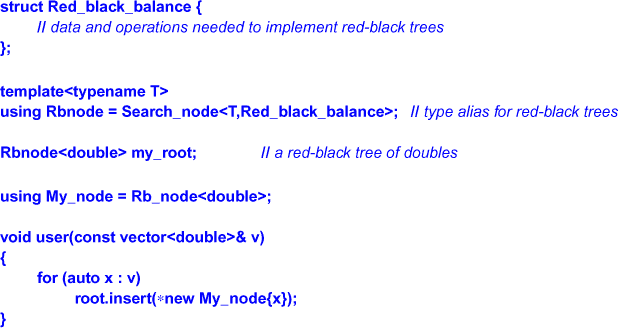 struct Red_black_balance {
// data and operations needed to implement red-black trees
};
template<typename T>
using Rbnode = Search_node<T,Red_black_balance>; // type alias for red-black trees
Rbnode<double> my_root; // a red-black tree of doubles
using My_node = Rb_node<double>;
void user(const vector<double>& v)
{
for (auto x : v)
root.insert(∗new My_node{x});
}